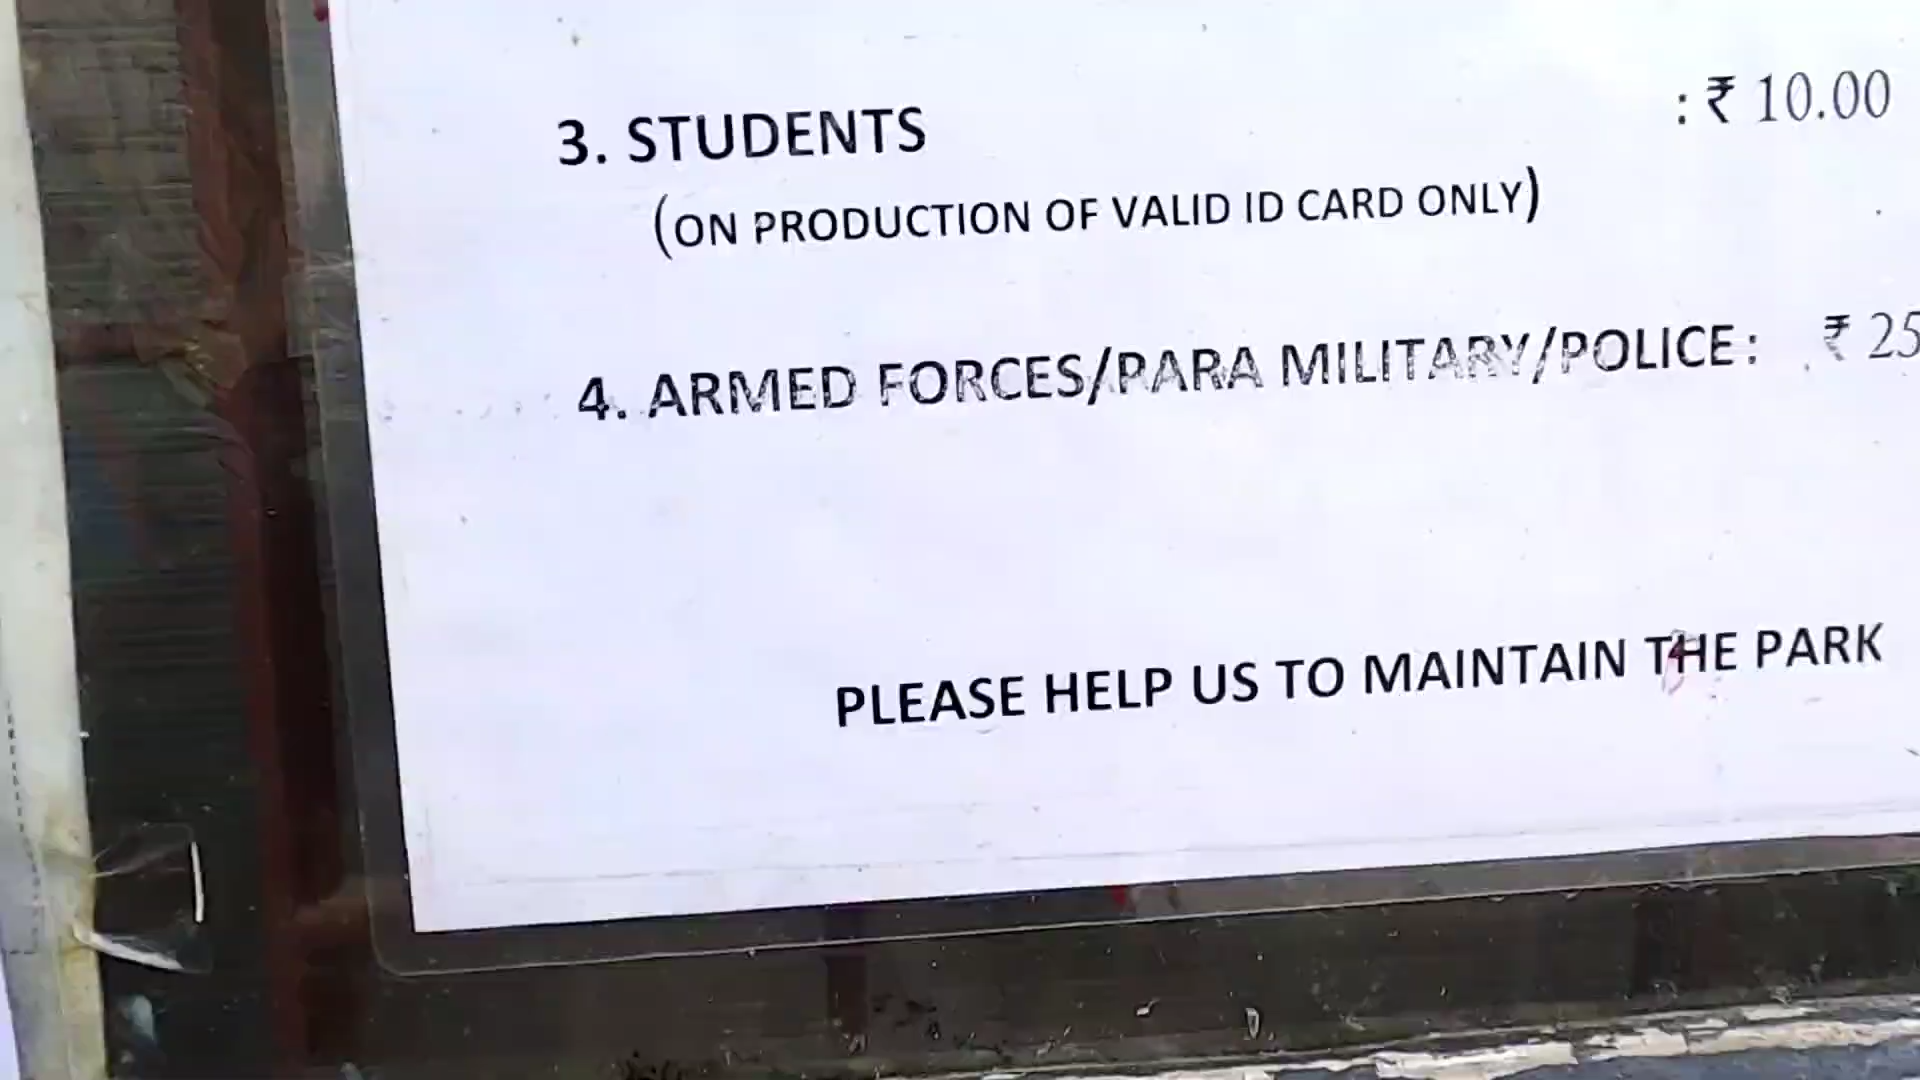 3. STUDENTS : ₹ 10.00
(ON PRODUCTION OF VALID ID CARD ONLY)
4. ARMED FORCES/PARA MILITARY/POLICE : ₹ 25
PLEASE HELP US TO MAINTAIN THE PARK